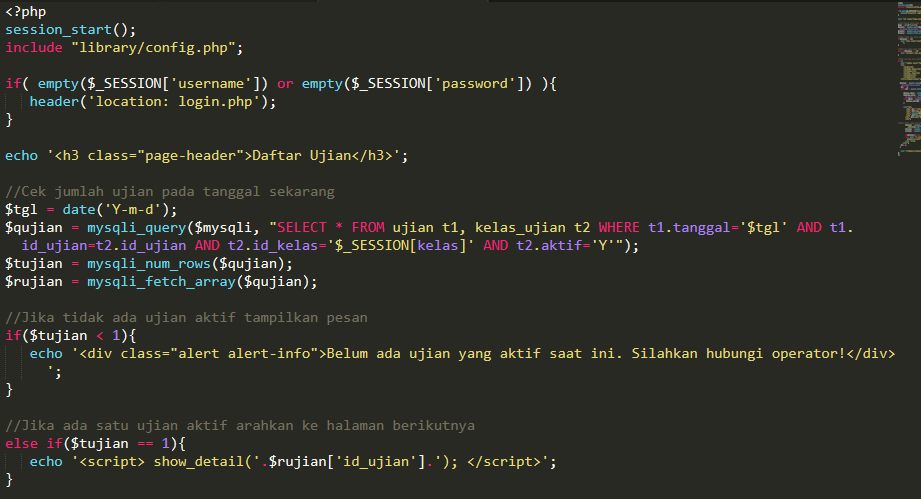 <?php
session_start();
include "library/config.php";
if( empty($_SESSION['username']) or empty($_SESSION['password']) ){
header('location: login.php');
}
echo '<h3 class="page-header">Daftar Ujian</h3>';
//Cek jumlah ujian pada tanggal sekarang
$tgl = date('Y-m-d');
$qujian = mysqli_query($mysqli, "SELECT * FROM ujian t1, kelas_ujian t2 WHERE t1.tanggal='$tgl' AND t1.
id_ujian=t2.id_ujian AND t2.id_kelas='$_SESSION[kelas]' AND t2.aktif='Y'");
$tujian = mysqli_num_rows($qujian);
$rujian = mysqli_fetch_array($qujian);
//Jika tidak ada ujian aktif tampilkan pesan
if($tujian < 1){
echo '<div class="alert alert-info">Belum ada ujian yang aktif saat ini. Silahkan hubungi operator!</div>
';
}
//Jika ada satu ujian aktif arahkan ke halaman berikutnya
else if($tujian == 1){
echo '<script> show_detail('.$rujian['id_ujian'].'); </script>';
}